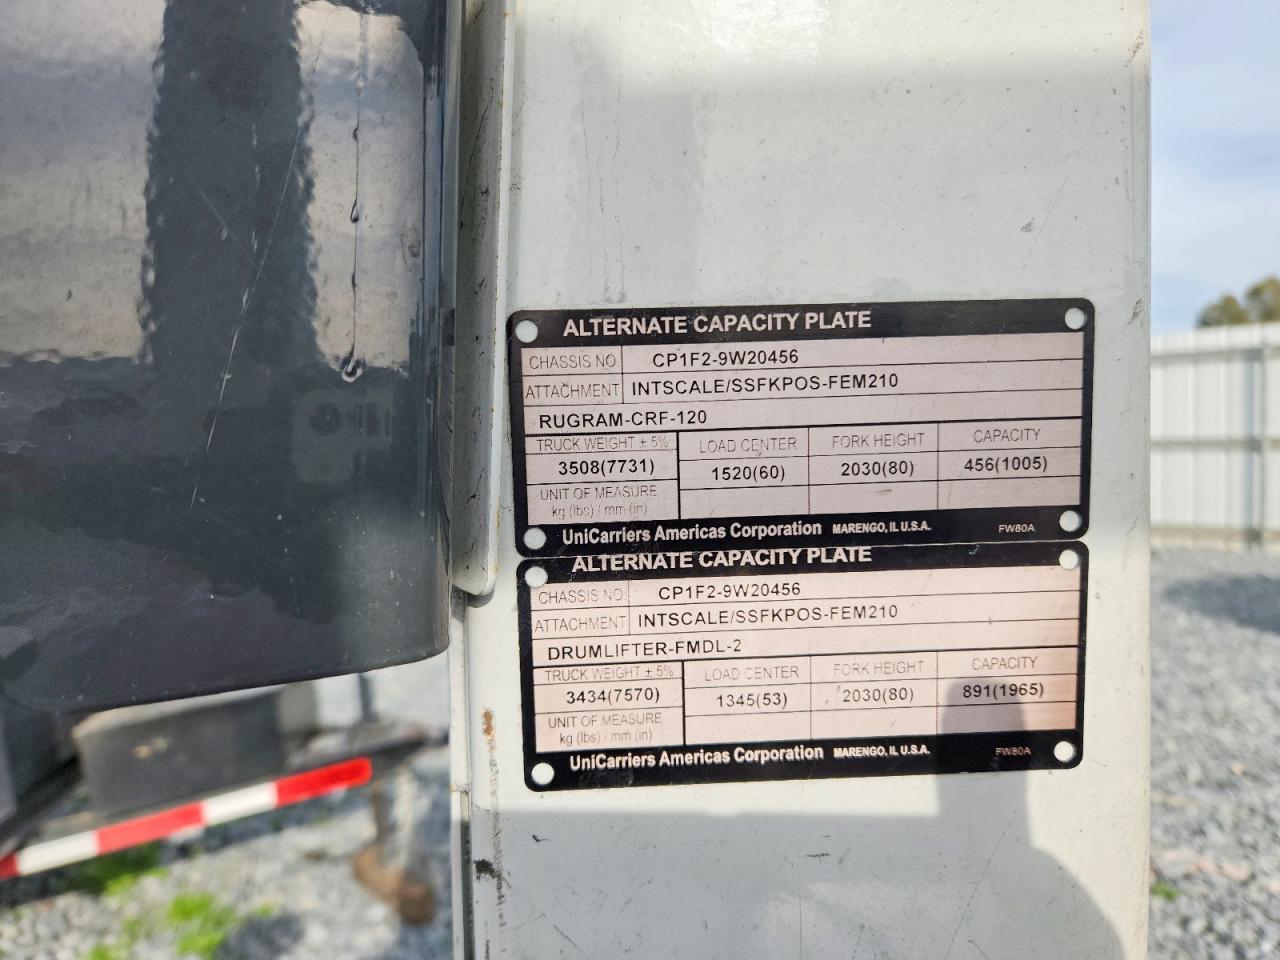 ALTERNATE CAPACITY PLATE
CHASSIS NO. CP1F2-9W20456
ATTACHMENT INTSCALE/SSFKPOS-FEM210
RUGRAM-CRF-120
TRUCK WEIGHT ± 5% LOAD CENTER FORK HEIGHT CAPACITY
3508(7731) 1520(60) 2030(80) 456(1005)
UNIT OF MEASURE
kg (lbs) / mm (in)
UniCarriers Americas Corporation MARENGO, IL U.S.A. FW80A
ALTERNATE CAPACITY PLATE
CHASSIS NO. CP1F2-9W20456
ATTACHMENT INTSCALE/SSFKPOS-FEM210
DRUMLIFTER-FMDL-2
TRUCK WEIGHT ± 5% LOAD CENTER FORK HEIGHT CAPACITY
3434(7570) 1345(53) 2030(80) 891(1965)
UNIT OF MEASURE
kg (lbs) / mm (in)
UniCarriers Americas Corporation MARENGO, IL U.S.A. FW80A